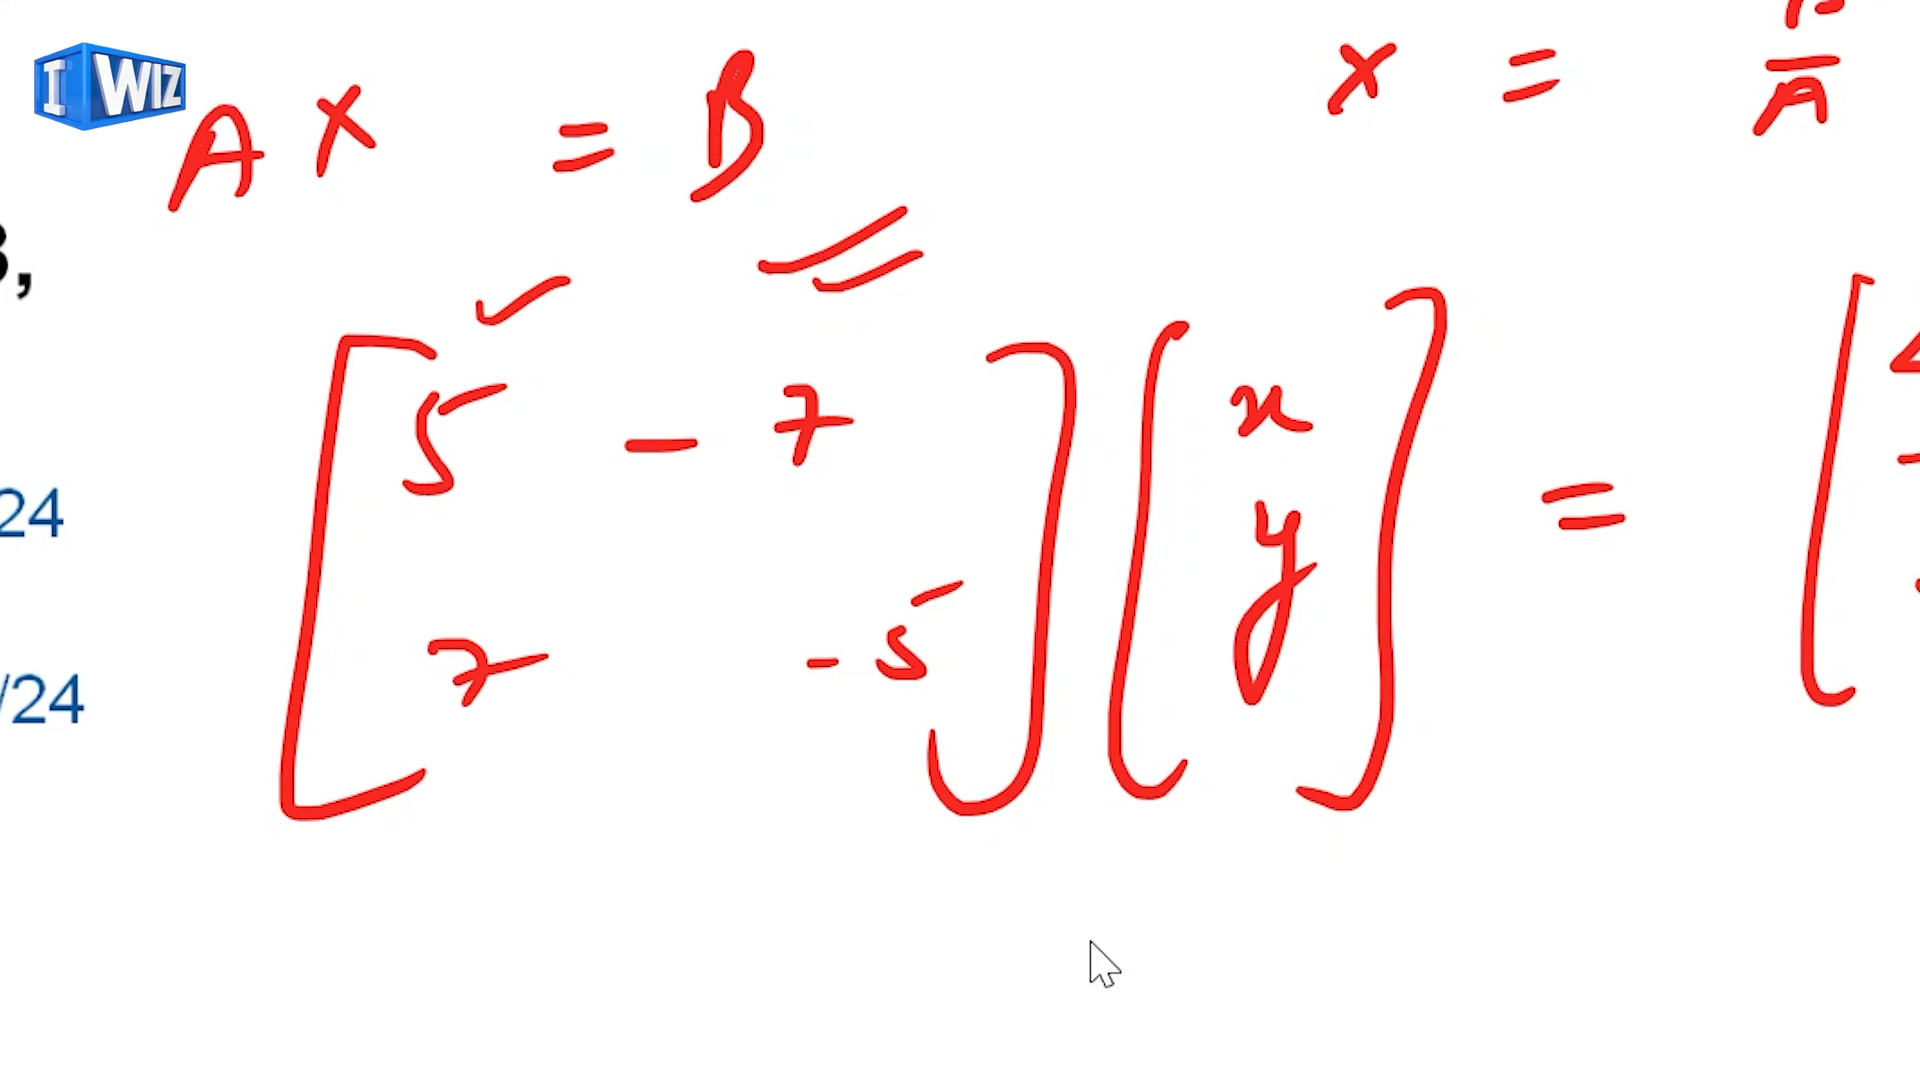 I WIZ
A X = B
x = 
A
3,
[ 5 - 7
7 - 5 ] [ x
y ] = [
24
/24